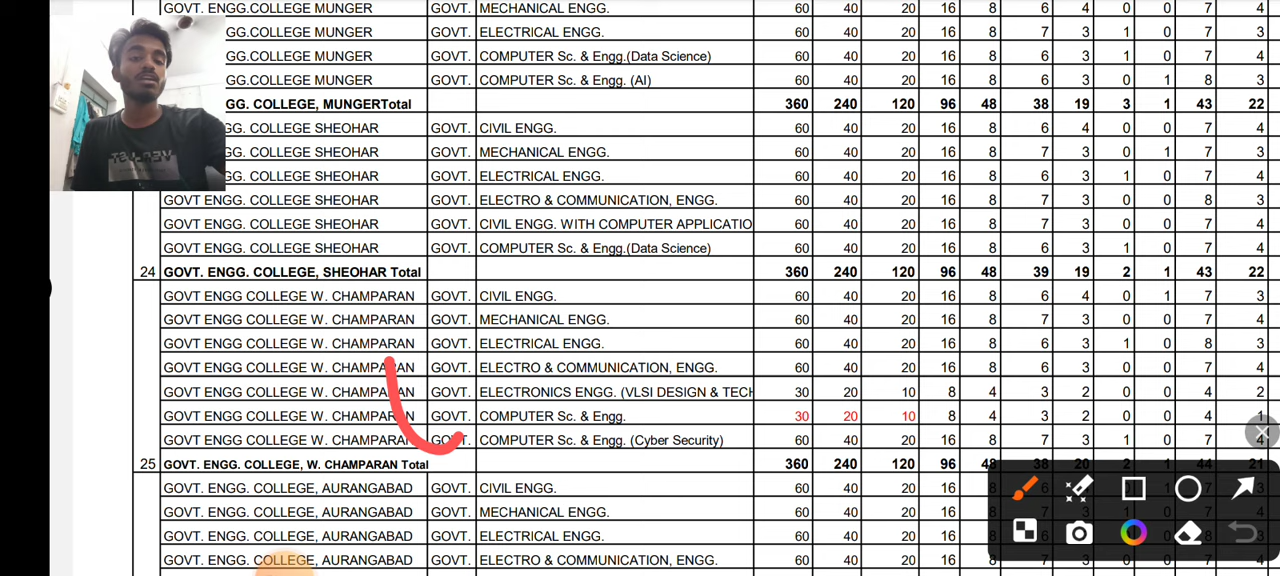 GOVT. ENGG.COLLEGE MUNGER GOVT. MECHANICAL ENGG. 60 40 20 16 8 6 4 0 0 7 4
GG.COLLEGE MUNGER GOVT. ELECTRICAL ENGG. 60 40 20 16 8 7 3 1 0 7 3
GG.COLLEGE MUNGER GOVT. COMPUTER Sc. & Engg.(Data Science) 60 40 20 16 8 7 3 0 0 7 4
GG.COLLEGE MUNGER GOVT. COMPUTER Sc. & Engg. (AI) 60 40 20 16 8 6 3 0 1 8 3
GG. COLLEGE, MUNGERTotal 360 240 120 96 48 38 19 3 1 43 22
GG. COLLEGE SHEOHAR GOVT. CIVIL ENGG. 60 40 20 16 8 6 4 0 0 7 4
GG. COLLEGE SHEOHAR GOVT. MECHANICAL ENGG. 60 40 20 16 8 7 3 0 1 7 3
GG. COLLEGE SHEOHAR GOVT. ELECTRICAL ENGG. 60 40 20 16 8 6 3 1 0 7 4
GOVT ENGG COLLEGE SHEOHAR GOVT. ELECTRO & COMMUNICATION, ENGG. 60 40 20 16 8 7 3 0 0 8 3
GOVT ENGG COLLEGE SHEOHAR GOVT. CIVIL ENGG. WITH COMPUTER APPLICATIO 60 40 20 16 8 7 3 0 0 7 4
GOVT ENGG COLLEGE SHEOHAR GOVT. COMPUTER Sc. & Engg.(Data Science) 60 40 20 16 8 6 3 1 0 7 4
24 GOVT. ENGG. COLLEGE, SHEOHAR Total 360 240 120 96 48 39 19 2 1 43 22
GOVT ENGG COLLEGE W. CHAMPARAN GOVT. CIVIL ENGG. 60 40 20 16 8 6 4 0 1 7 3
GOVT ENGG COLLEGE W. CHAMPARAN GOVT. MECHANICAL ENGG. 60 40 20 16 8 7 3 0 0 7 4
GOVT ENGG COLLEGE W. CHAMPARAN GOVT. ELECTRICAL ENGG. 60 40 20 16 8 6 3 1 0 8 3
GOVT ENGG COLLEGE W. CHAMPARAN GOVT. ELECTRO & COMMUNICATION, ENGG. 60 40 20 16 8 6 3 0 0 7 4
GOVT ENGG COLLEGE W. CHAMPARAN GOVT. ELECTRONICS ENGG. (VLSI DESIGN & TECH 30 20 10 8 4 3 2 0 0 4 2
GOVT ENGG COLLEGE W. CHAMPARAN GOVT. COMPUTER Sc. & Engg. 30 20 10 8 4 3 2 0 0 4 1
GOVT ENGG COLLEGE W. CHAMPARAN GOVT. COMPUTER Sc. & Engg. (Cyber Security) 60 40 20 16 8 7 3 1 0 7 4
25 GOVT. ENGG. COLLEGE, W. CHAMPARAN Total 360 240 120 96 48 38 20 2 1 44 21
GOVT. ENGG. COLLEGE, AURANGABAD GOVT. CIVIL ENGG. 60 40 20 16
GOVT. ENGG. COLLEGE, AURANGABAD GOVT. MECHANICAL ENGG. 60 40 20 16
GOVT. ENGG. COLLEGE, AURANGABAD GOVT. ELECTRICAL ENGG. 60 40 20 16
GOVT. ENGG. COLLEGE, AURANGABAD GOVT. ELECTRO & COMMUNICATION, ENGG. 60 40 20 16